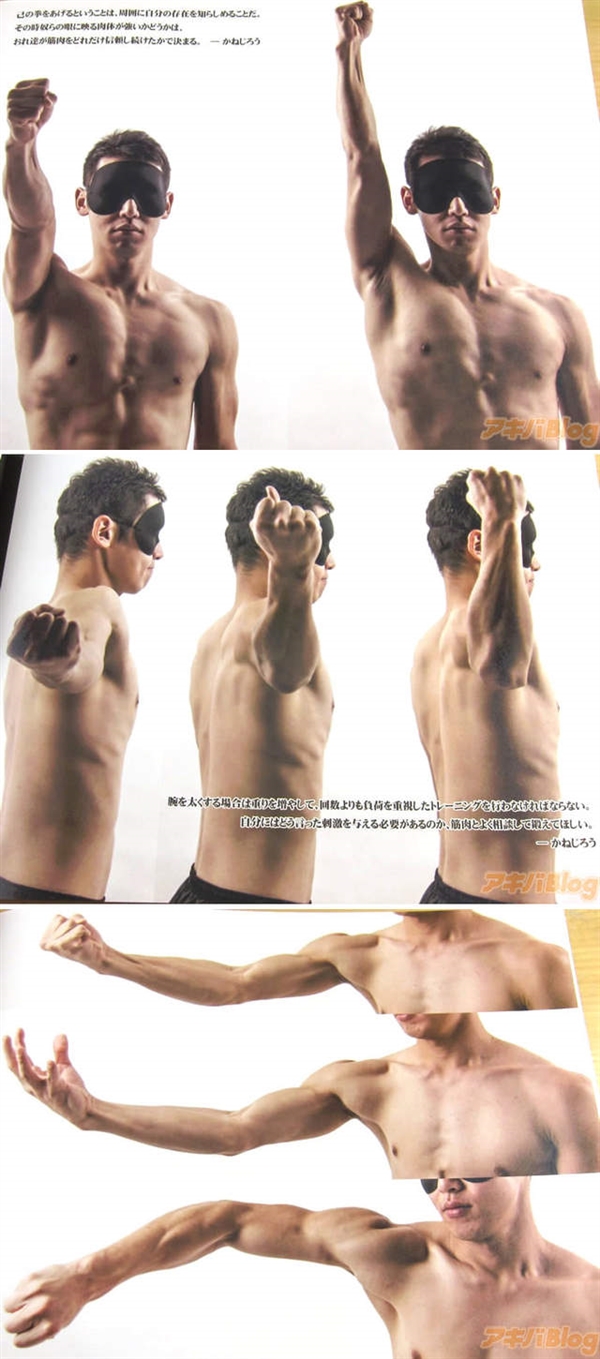 己の拳をあげるということは、周囲に自分の存在を知らしめることだ。
その時奴らの眼に映る肉体が強いかどうかは、
おれ達が筋肉をどれだけ信頼し続けたかで決まる。 ― かねじろう
アキバBlog
腕を太くする場合は重りを増やして、回数よりも負荷を重視したトレーニングを行わなければならない。
自分にはどう言った刺激を与える必要があるのか、筋肉とよく相談して鍛えてほしい。
― かねじろう
アキバBlog
アキバBlog